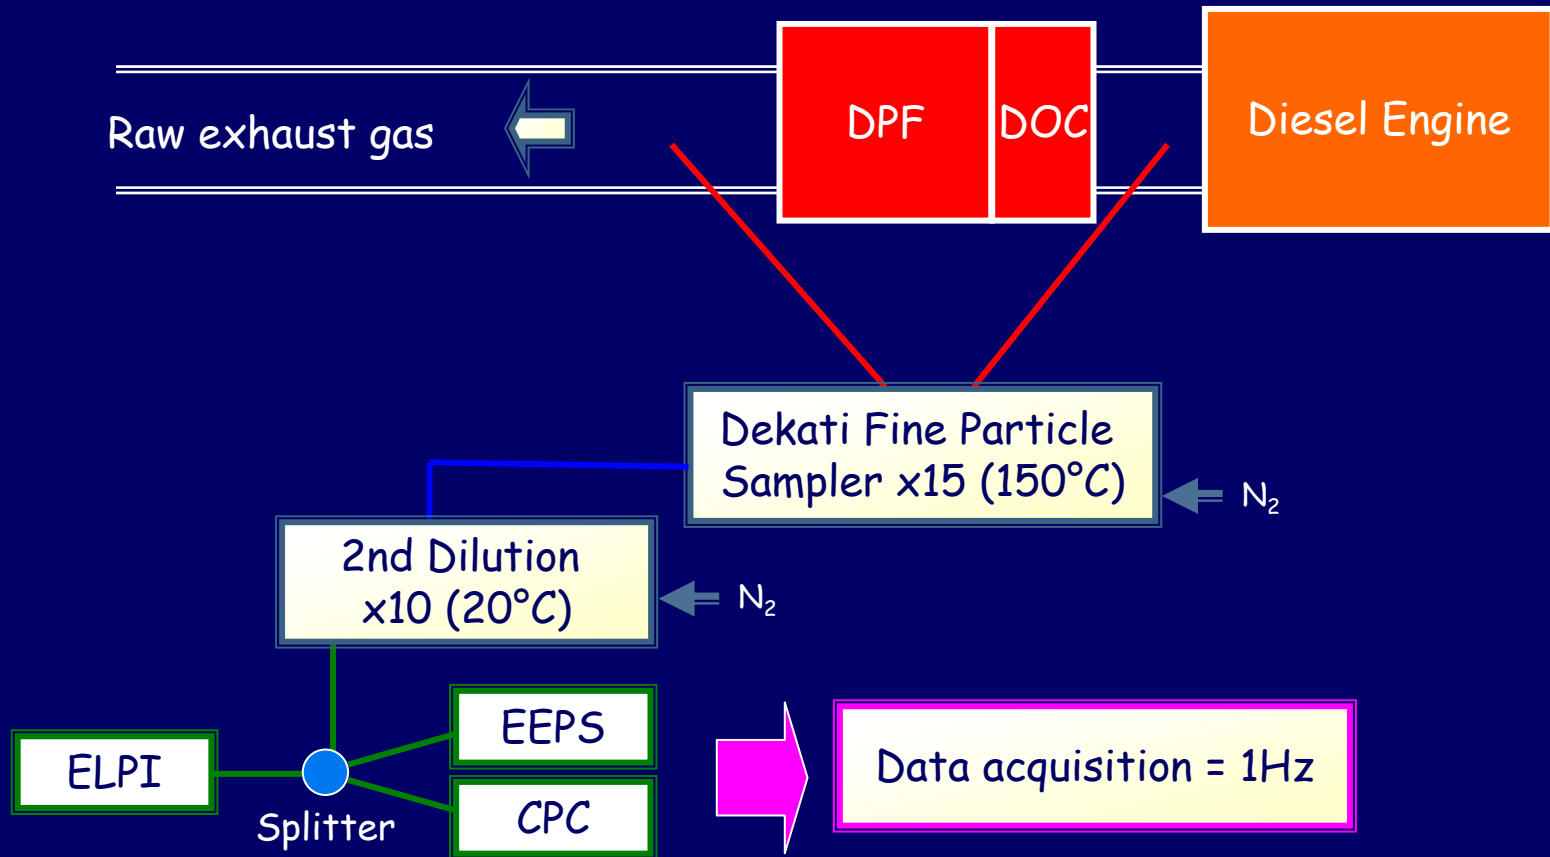 Raw exhaust gas
DPF
DOC
Diesel Engine
Dekati Fine Particle
Sampler x15 (150°C)
N₂
2nd Dilution
x10 (20°C)
N₂
EEPS
ELPI
Data acquisition = 1Hz
CPC
Splitter